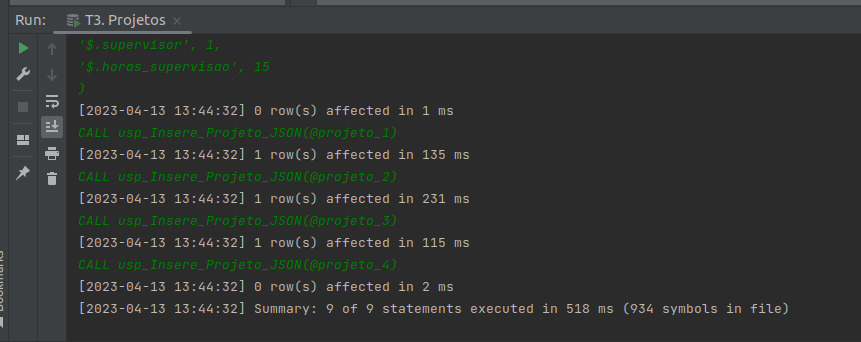 Run: T3. Projetos
'$.supervisor', 1,
'$.horas_supervisao', 15
)
[2023-04-13 13:44:32] 0 row(s) affected in 1 ms
CALL usp_Insere_Projeto_JSON(@projeto_1)
[2023-04-13 13:44:32] 1 row(s) affected in 135 ms
CALL usp_Insere_Projeto_JSON(@projeto_2)
[2023-04-13 13:44:32] 1 row(s) affected in 231 ms
CALL usp_Insere_Projeto_JSON(@projeto_3)
[2023-04-13 13:44:32] 1 row(s) affected in 115 ms
CALL usp_Insere_Projeto_JSON(@projeto_4)
[2023-04-13 13:44:32] 0 row(s) affected in 2 ms
[2023-04-13 13:44:32] Summary: 9 of 9 statements executed in 518 ms (934 symbols in file)